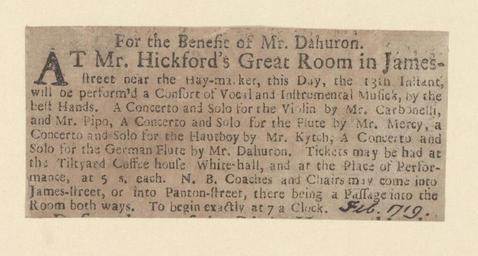 For the Benefit of Mr. Dahuron.
AT Mr. Hickford's Great Room in James-
street near the Hay-market, this Day, the 13th Instant,
will be perform'd a Consort of Vocal and Instrumental Musick, by the
best Hands. A Concerto and Solo for the Violin by Mr. Carbonelli,
and Mr. Pipo, A Concerto and Solo for the Flute by Mr. Mercy, a
Concerto and Solo for the Hautboy by Mr. Kytch, A Concerto and
Solo for the German Flute by Mr. Dahuron. Tickets may be had at
the Tiltyard Coffee house White-hall, and at the Place of Perfor-
mance, at 5 s. each. N. B. Coaches and Chairs may come into
James-street, or into Panton-street, there being a Passage into the
Room both ways. To begin exactly at 7 a Clock. Feb. 1719.